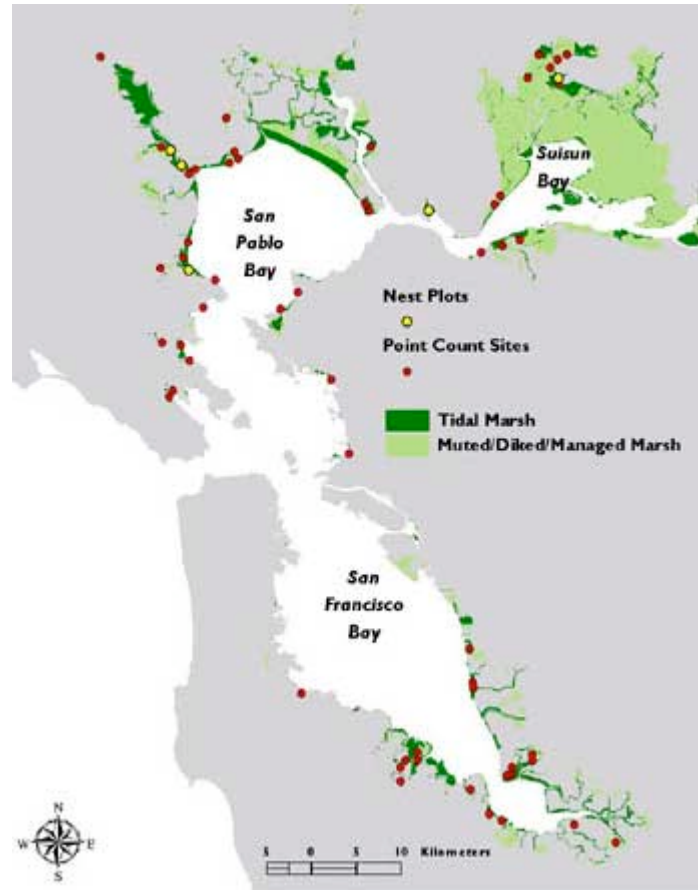 Suisun
Bay
San
Pablo
Bay
Nest Plots
Point Count Sites
Tidal Marsh
Muted/Diked/Managed Marsh
San
Francisco
Bay
N
W E
S
5 0 5 10 Kilometers